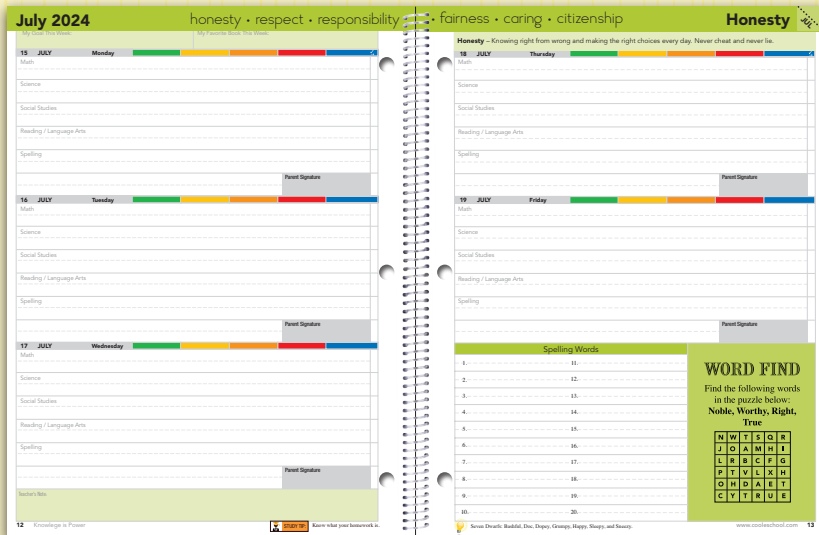 July 2024
honesty • respect • responsibility
• fairness • caring • citizenship
Honesty
JUL
My Goal This Week:
My Favorite Book This Week:
15 JULY Monday
Math
Science
Social Studies
Reading / Language Arts
Spelling
Parent Signature
16 JULY Tuesday
Math
Science
Social Studies
Reading / Language Arts
Spelling
Parent Signature
17 JULY Wednesday
Math
Science
Social Studies
Reading / Language Arts
Spelling
Parent Signature
Teacher's Note
12 Knowlege is Power
STUDY TIP:
Know what your homework is.
Honesty – Knowing right from wrong and making the right choices every day. Never cheat and never lie.
18 JULY Thursday
Math
Science
Social Studies
Reading / Language Arts
Spelling
Parent Signature
19 JULY Friday
Math
Science
Social Studies
Reading / Language Arts
Spelling
Parent Signature
Spelling Words
1. 11.
2. 12.
3. 13.
4. 14.
5. 15.
6. 16.
7. 17.
8. 18.
9. 19.
10. 20.
WORD FIND
Find the following words
in the puzzle below:
Noble, Worthy, Right,
True
N W T S Q R
J O A M H I
L R B C F G
P T V L X H
O H D A E T
C Y T R U E
Seven Dwarfs: Bashful, Doc, Dopey, Grumpy, Happy, Sleepy, and Sneezy.
www.cooleschool.com 13